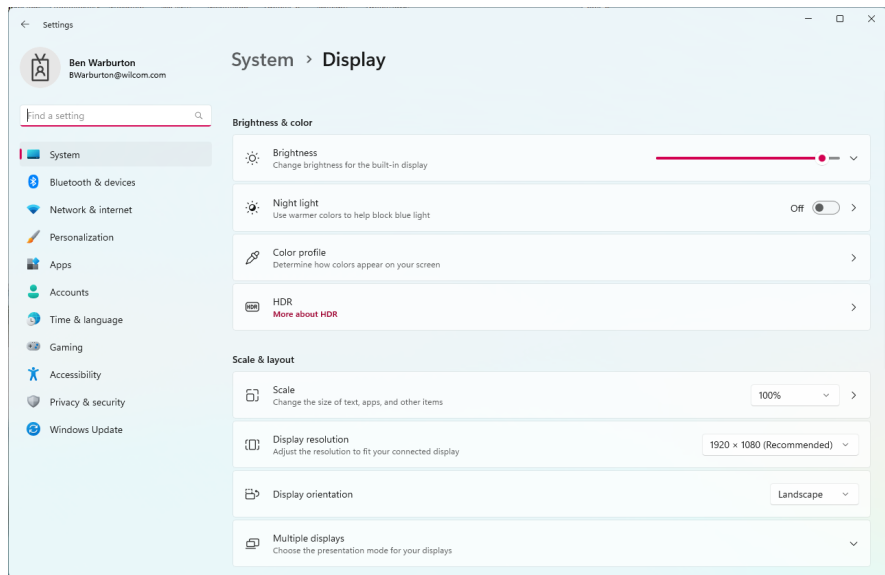 Settings
Ben Warburton
BWarburton@wilcom.com
Find a setting
System
Bluetooth & devices
Network & internet
Personalization
Apps
Accounts
Time & language
Gaming
Accessibility
Privacy & security
Windows Update
System > Display
Brightness & color
Brightness
Change brightness for the built-in display
Night light
Use warmer colors to help block blue light
Off
Color profile
Determine how colors appear on your screen
HDR
HDR
More about HDR
Scale & layout
Scale
Change the size of text, apps, and other items
100%
Display resolution
Adjust the resolution to fit your connected display
1920 × 1080 (Recommended)
Display orientation
Landscape
Multiple displays
Choose the presentation mode for your displays